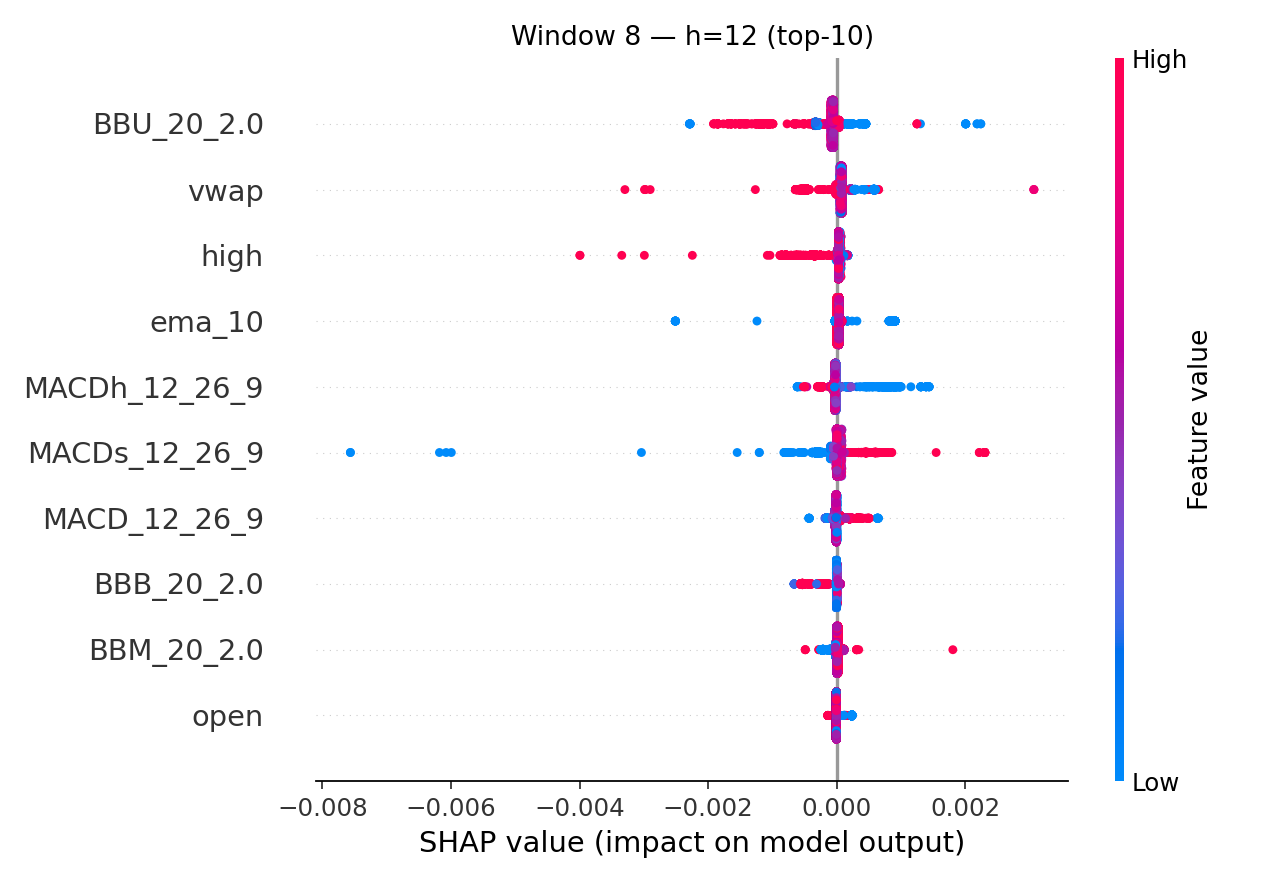 Window 8 — h=12 (top-10)
High
BBU_20_2.0
vwap
high
ema_10
MACDh_12_26_9
MACDs_12_26_9
MACD_12_26_9
BBB_20_2.0
BBM_20_2.0
open
Feature value
Low
−0.008 −0.006 −0.004 −0.002 0.000 0.002
SHAP value (impact on model output)